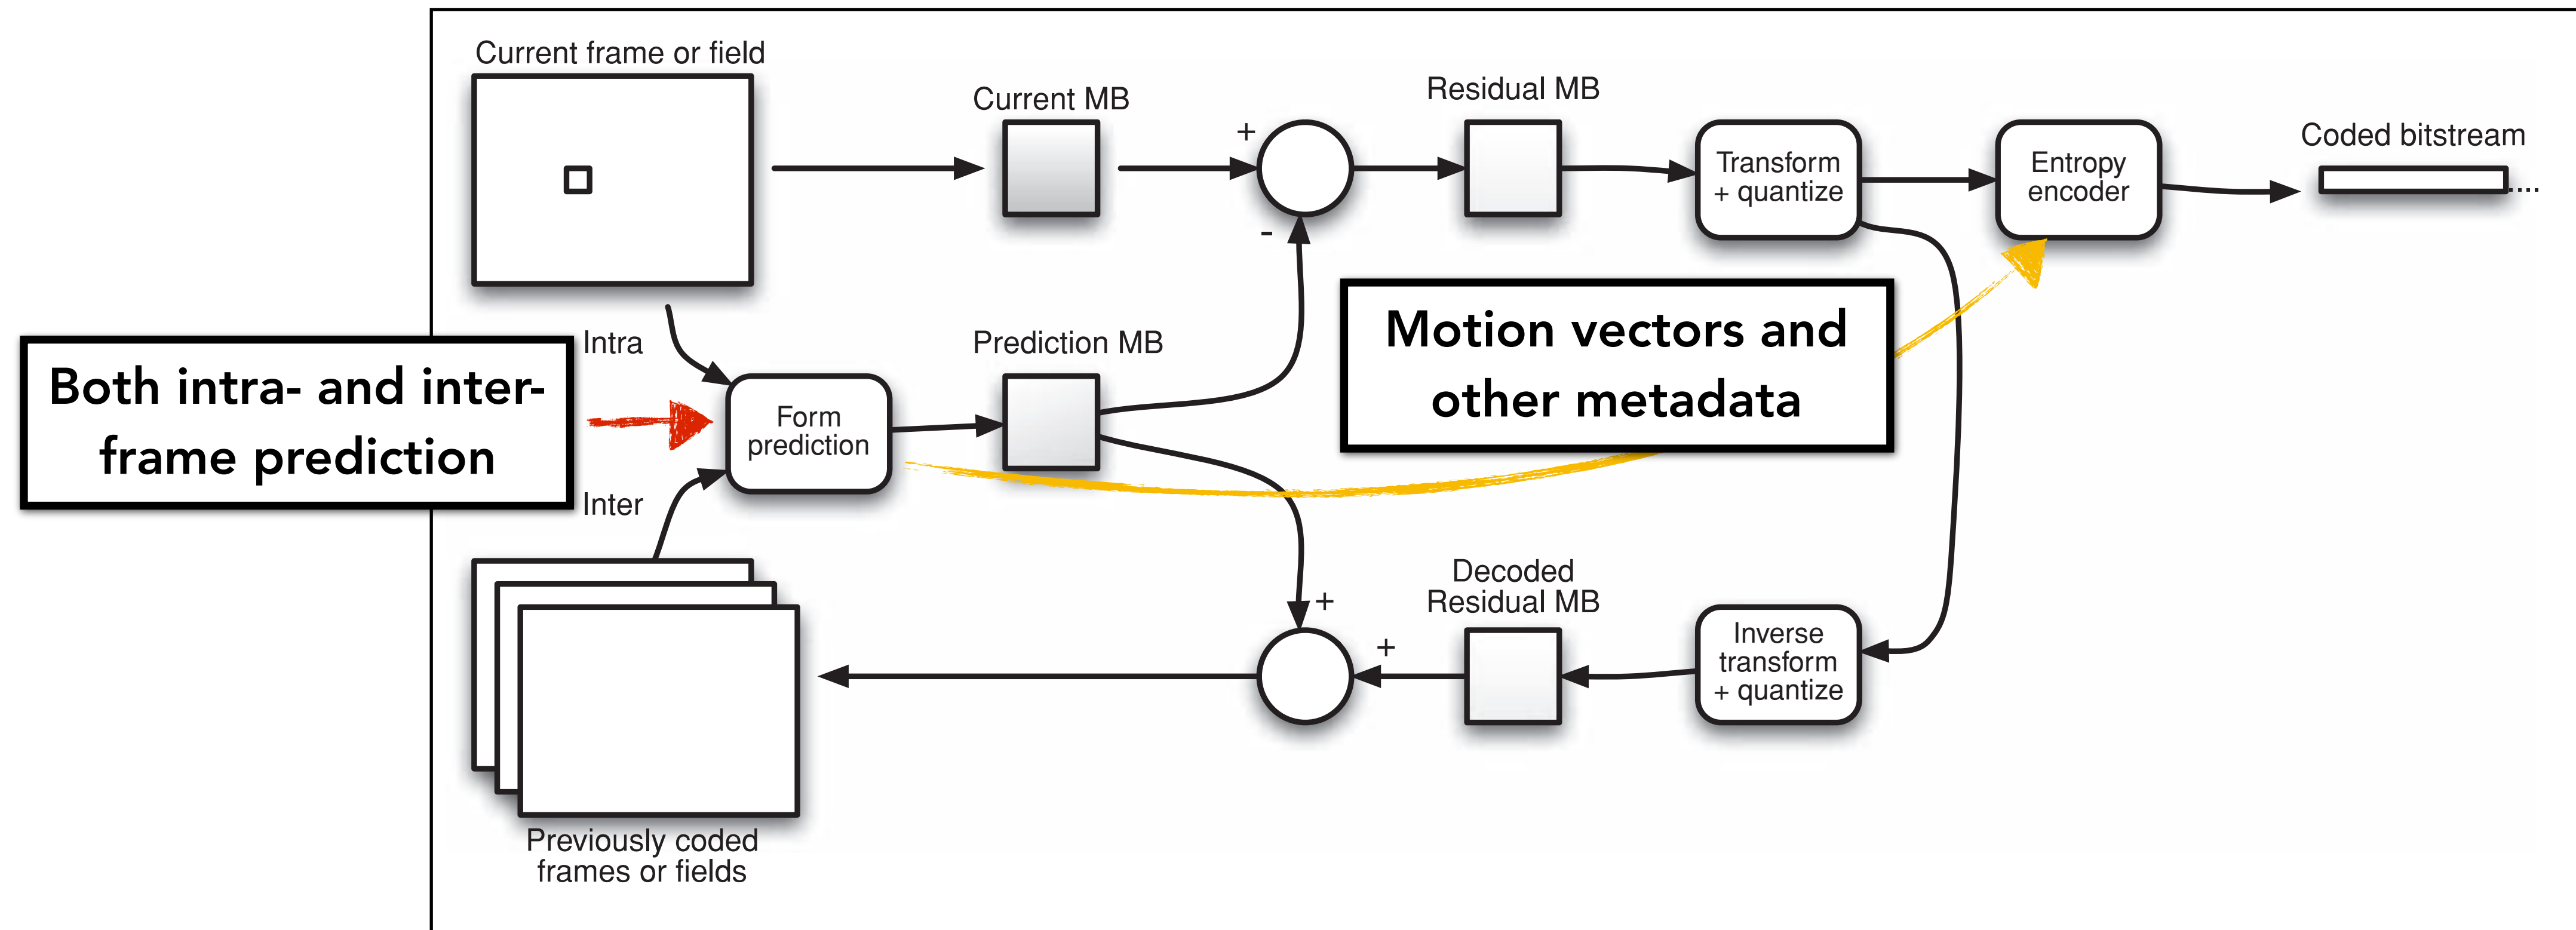 Current frame or field
Current MB
+
-
Residual MB
Transform
+ quantize
Entropy
encoder
Coded bitstream
....
Both intra- and inter-
frame prediction
Intra
Inter
Form
prediction
Prediction MB
Motion vectors and
other metadata
Previously coded
frames or fields
+
+
Decoded
Residual MB
Inverse
transform
+ quantize